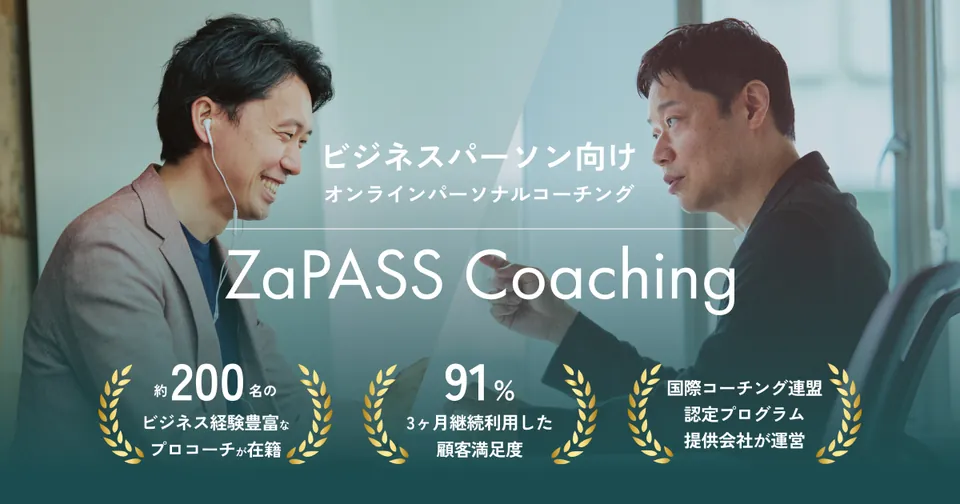 ビジネスパーソン向け
オンラインパーソナルコーチング
ZaPASS Coaching
約200名の
ビジネス経験豊富な
プロコーチが在籍
91%
3ヶ月継続利用した
顧客満足度
国際コーチング連盟
認定プログラム
提供会社が運営